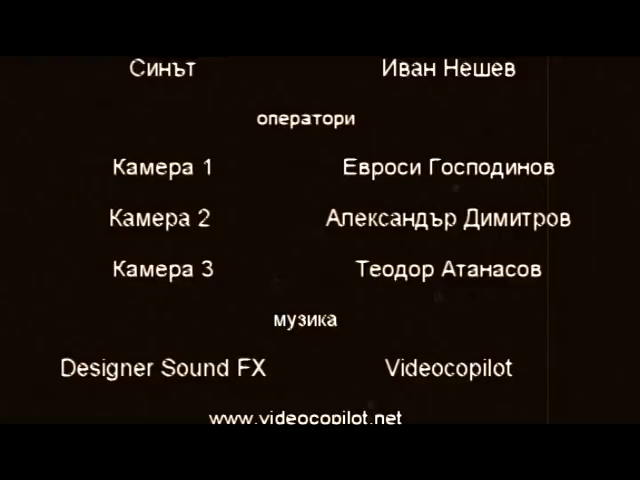 Синът Иван Нешев
оператори
Камера 1 Евроси Господинов
Камера 2 Александър Димитров
Камера 3 Теодор Атанасов
музика
Designer Sound FX Videocopilot
www.videocopilot.net